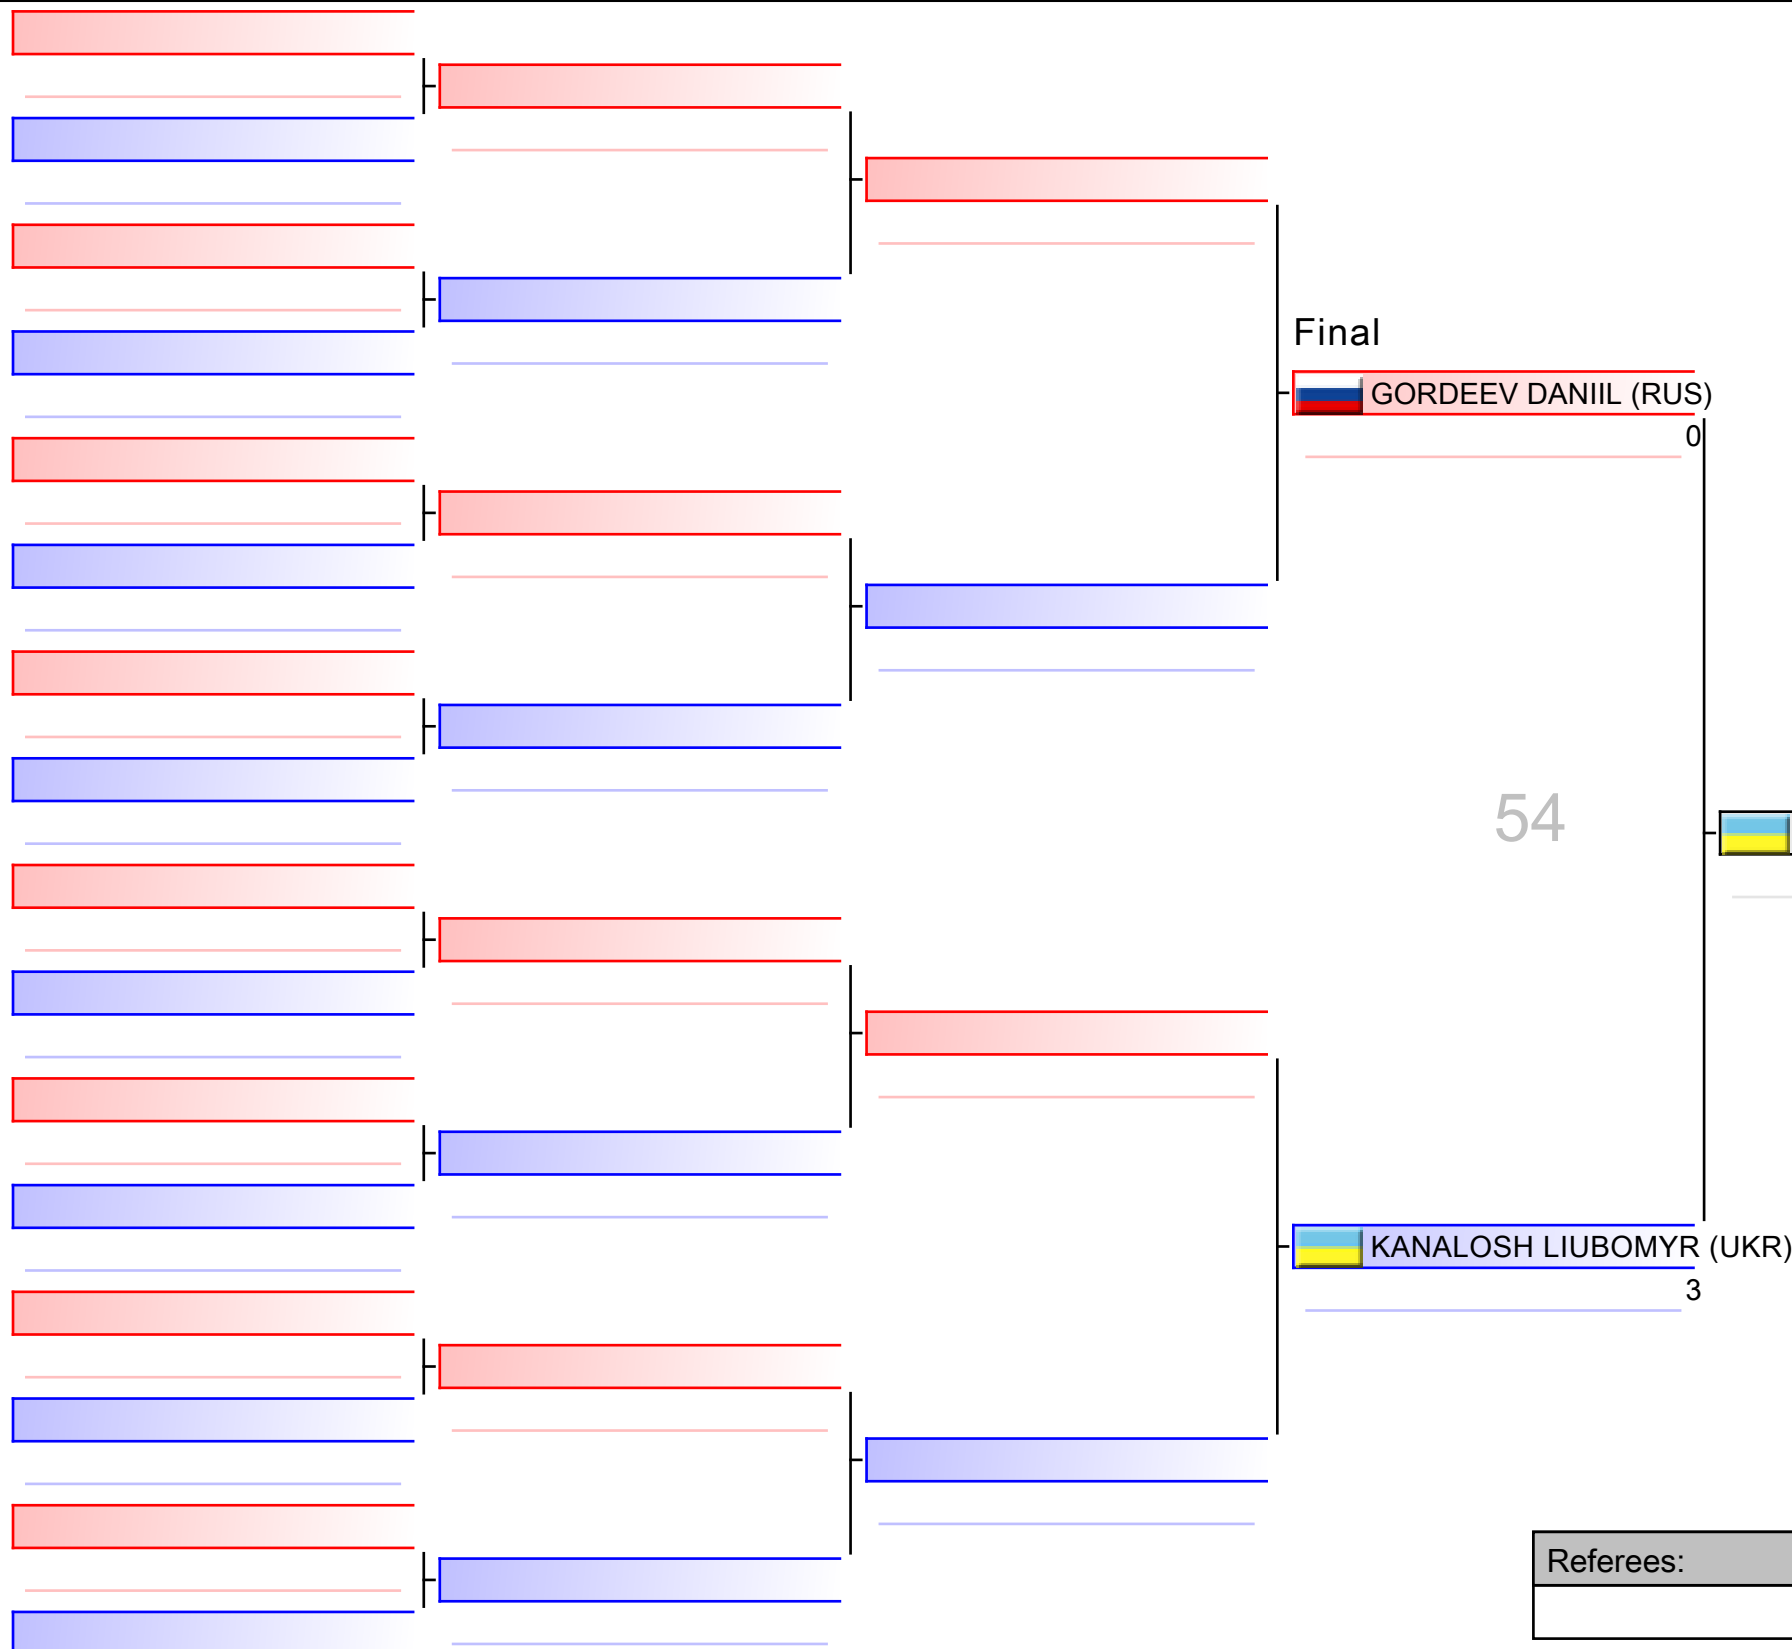 Final
GORDEEV DANIIL (RUS)
0
54
KANALOSH LIUBOMYR (UKR)
3
Referees: